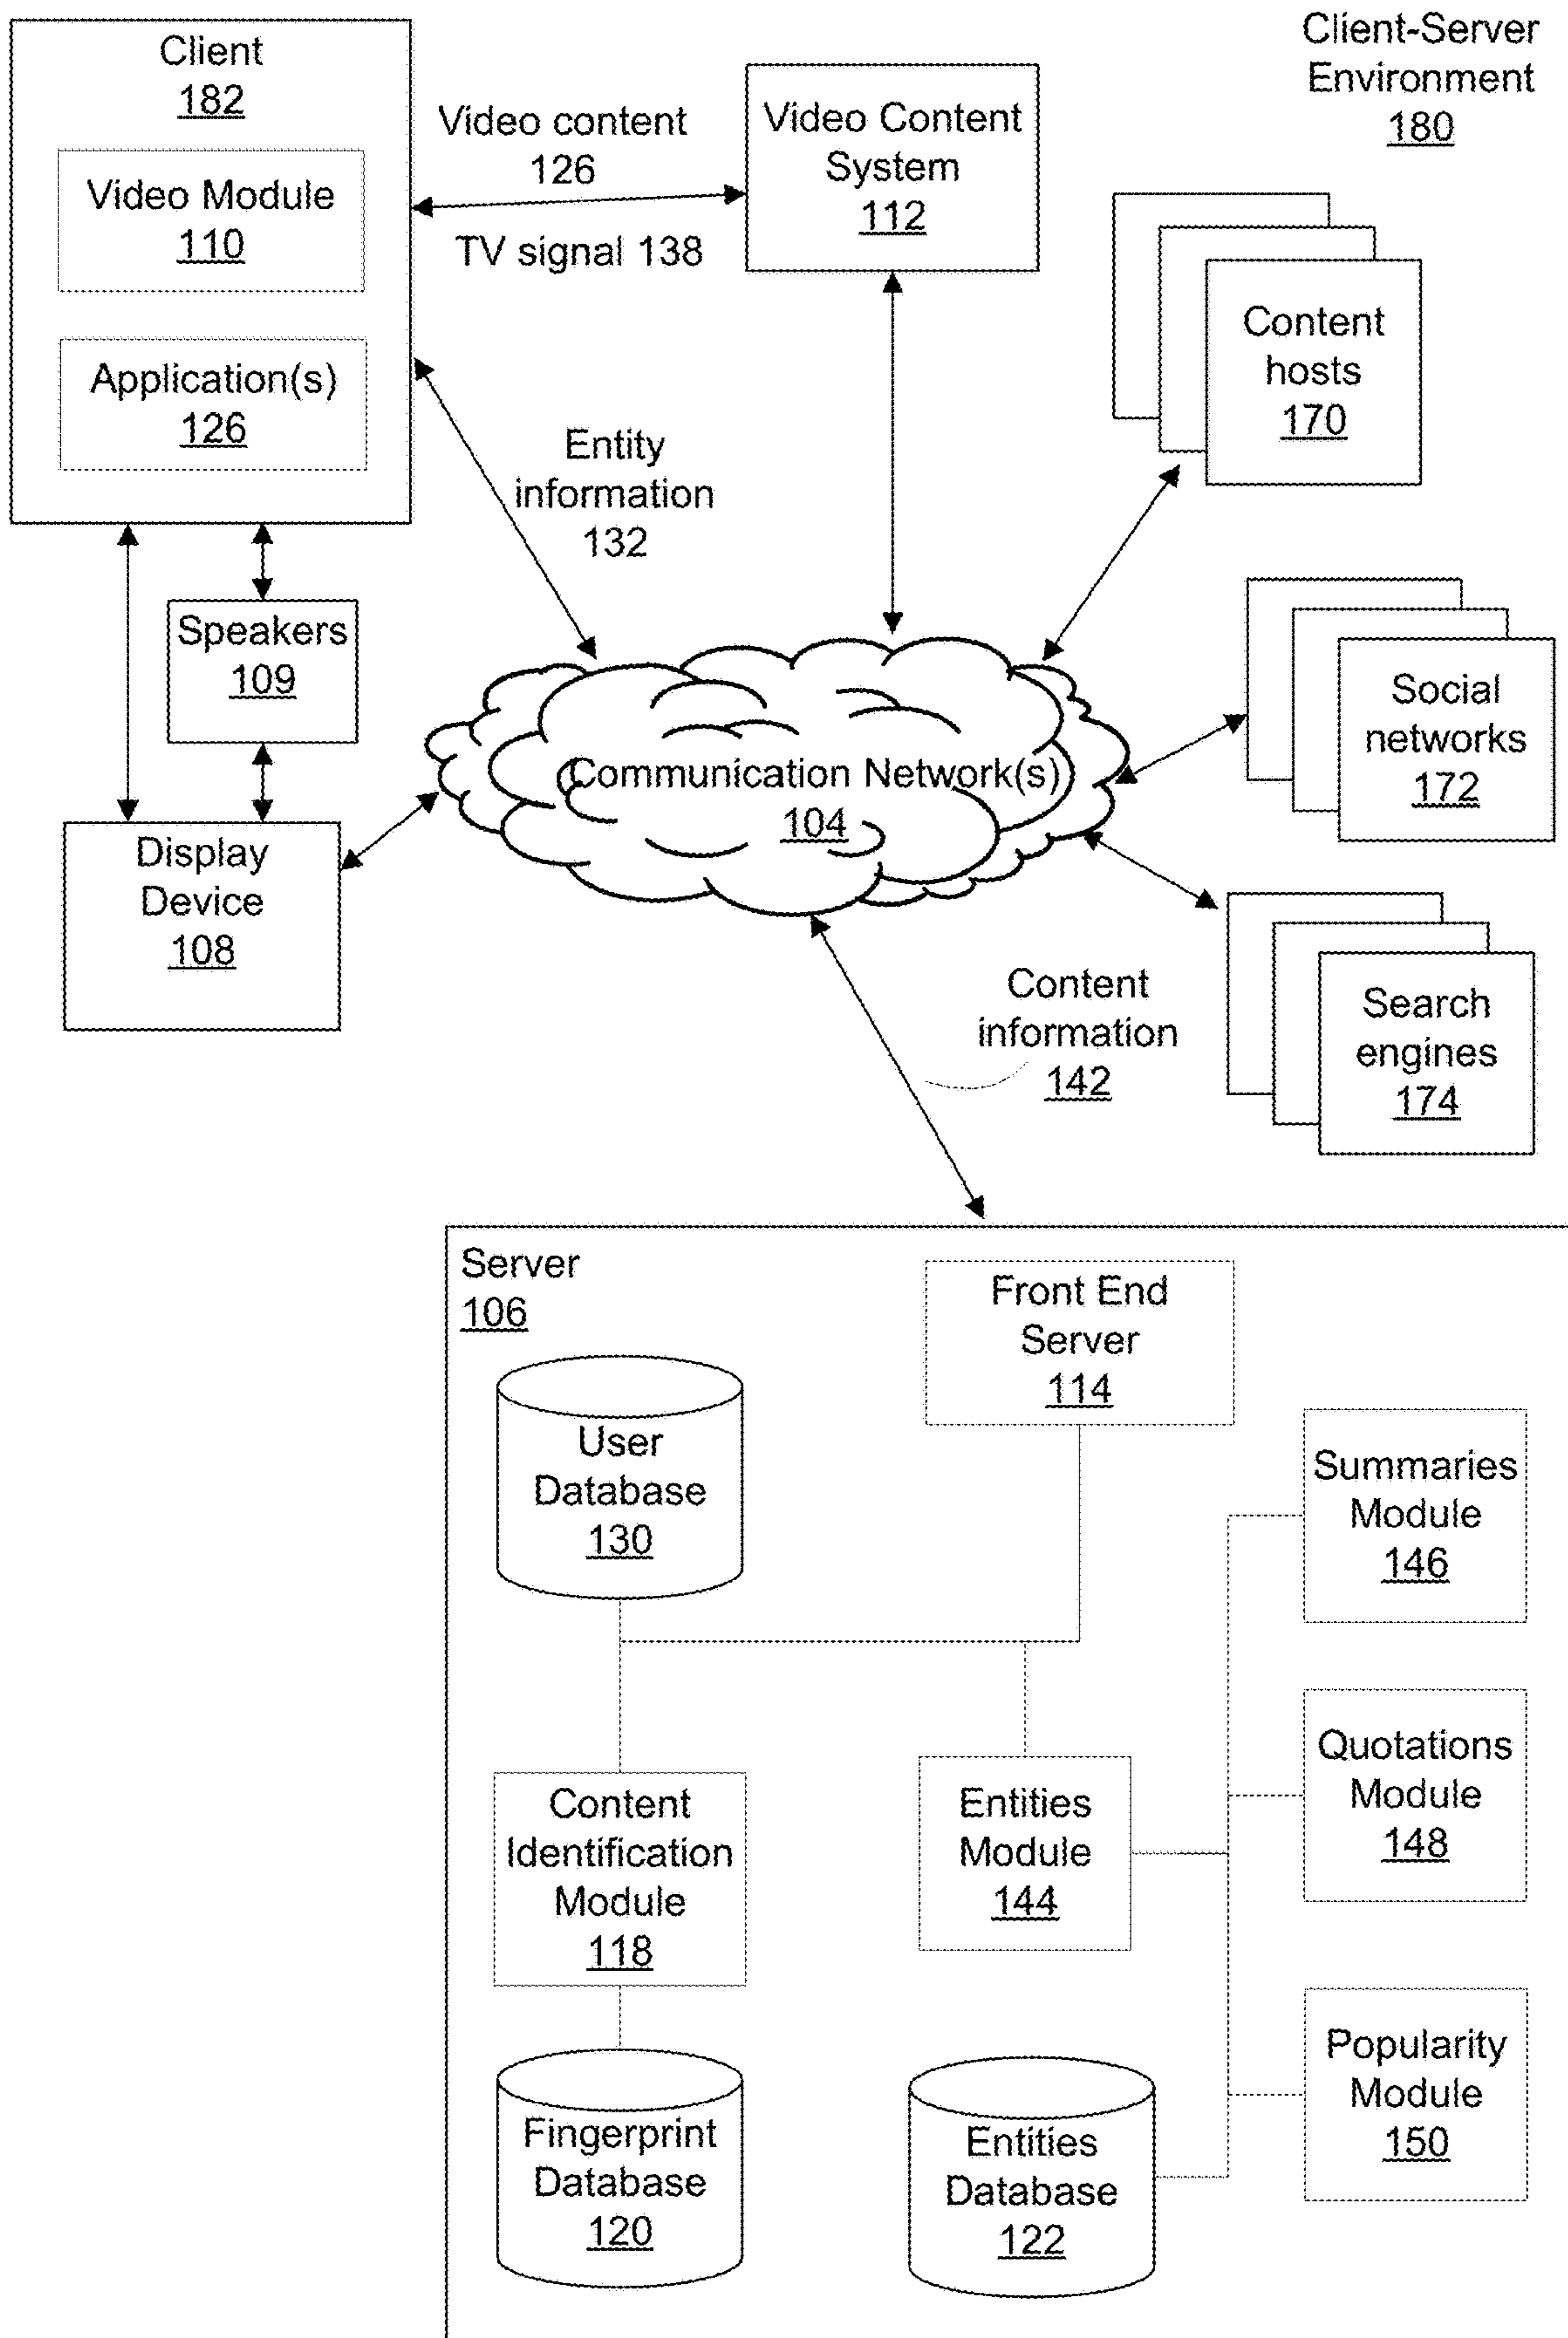 Client-Server
Environment
180
Client
182
Video Module
110
Application(s)
126
Video content
126
TV signal 138
Video Content
System
112
Content
hosts
170
Entity
information
132
Speakers
109
Social
networks
172
Communication Network(s)
104
Display
Device
108
Search
engines
174
Content
information
142
Server
106
Front End
Server
114
User
Database
130
Summaries
Module
146
Quotations
Module
148
Content
Identification
Module
118
Entities
Module
144
Popularity
Module
150
Fingerprint
Database
120
Entities
Database
122